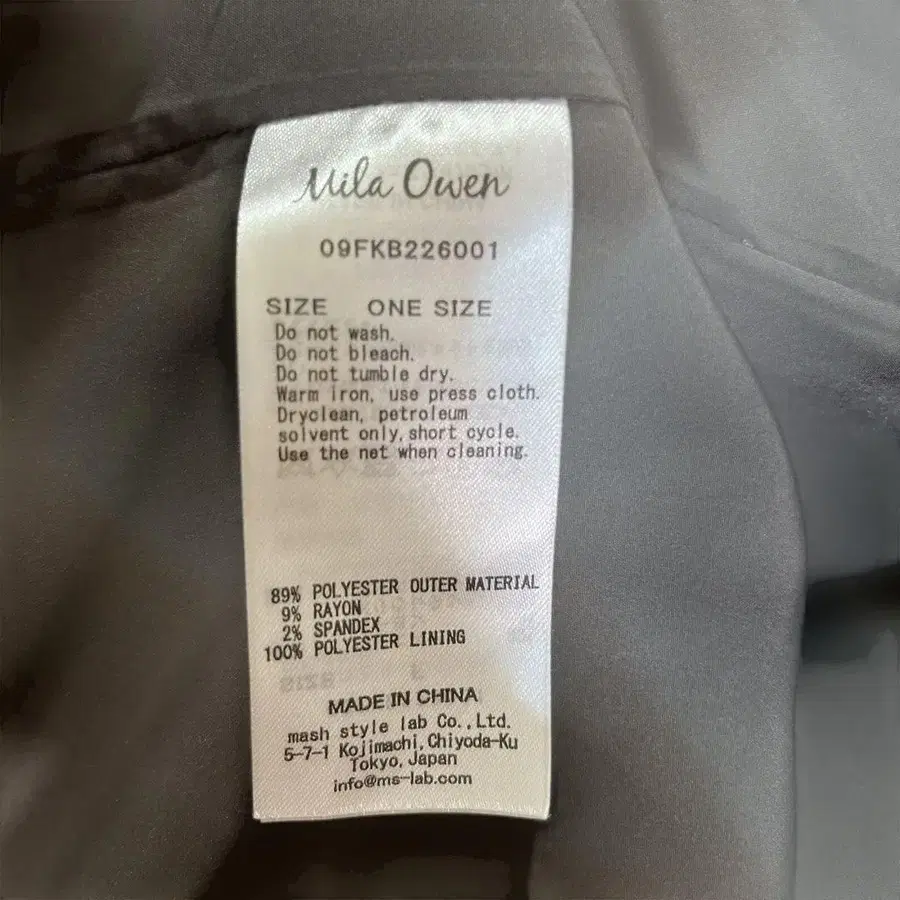 Mila Owen
09FKB226001
SIZE ONE SIZE
Do not wash.
Do not bleach.
Do not tumble dry.
Warm iron, use press cloth.
Dryclean, petroleum
solvent only, short cycle.
Use the net when cleaning.
89% POLYESTER OUTER MATERIAL
9% RAYON
2% SPANDEX
100% POLYESTER LINING
MADE IN CHINA
mash style lab Co.,Ltd.
5-7-1 Kojimachi,Chiyoda-Ku
Tokyo,Japan
info@ms-lab.com